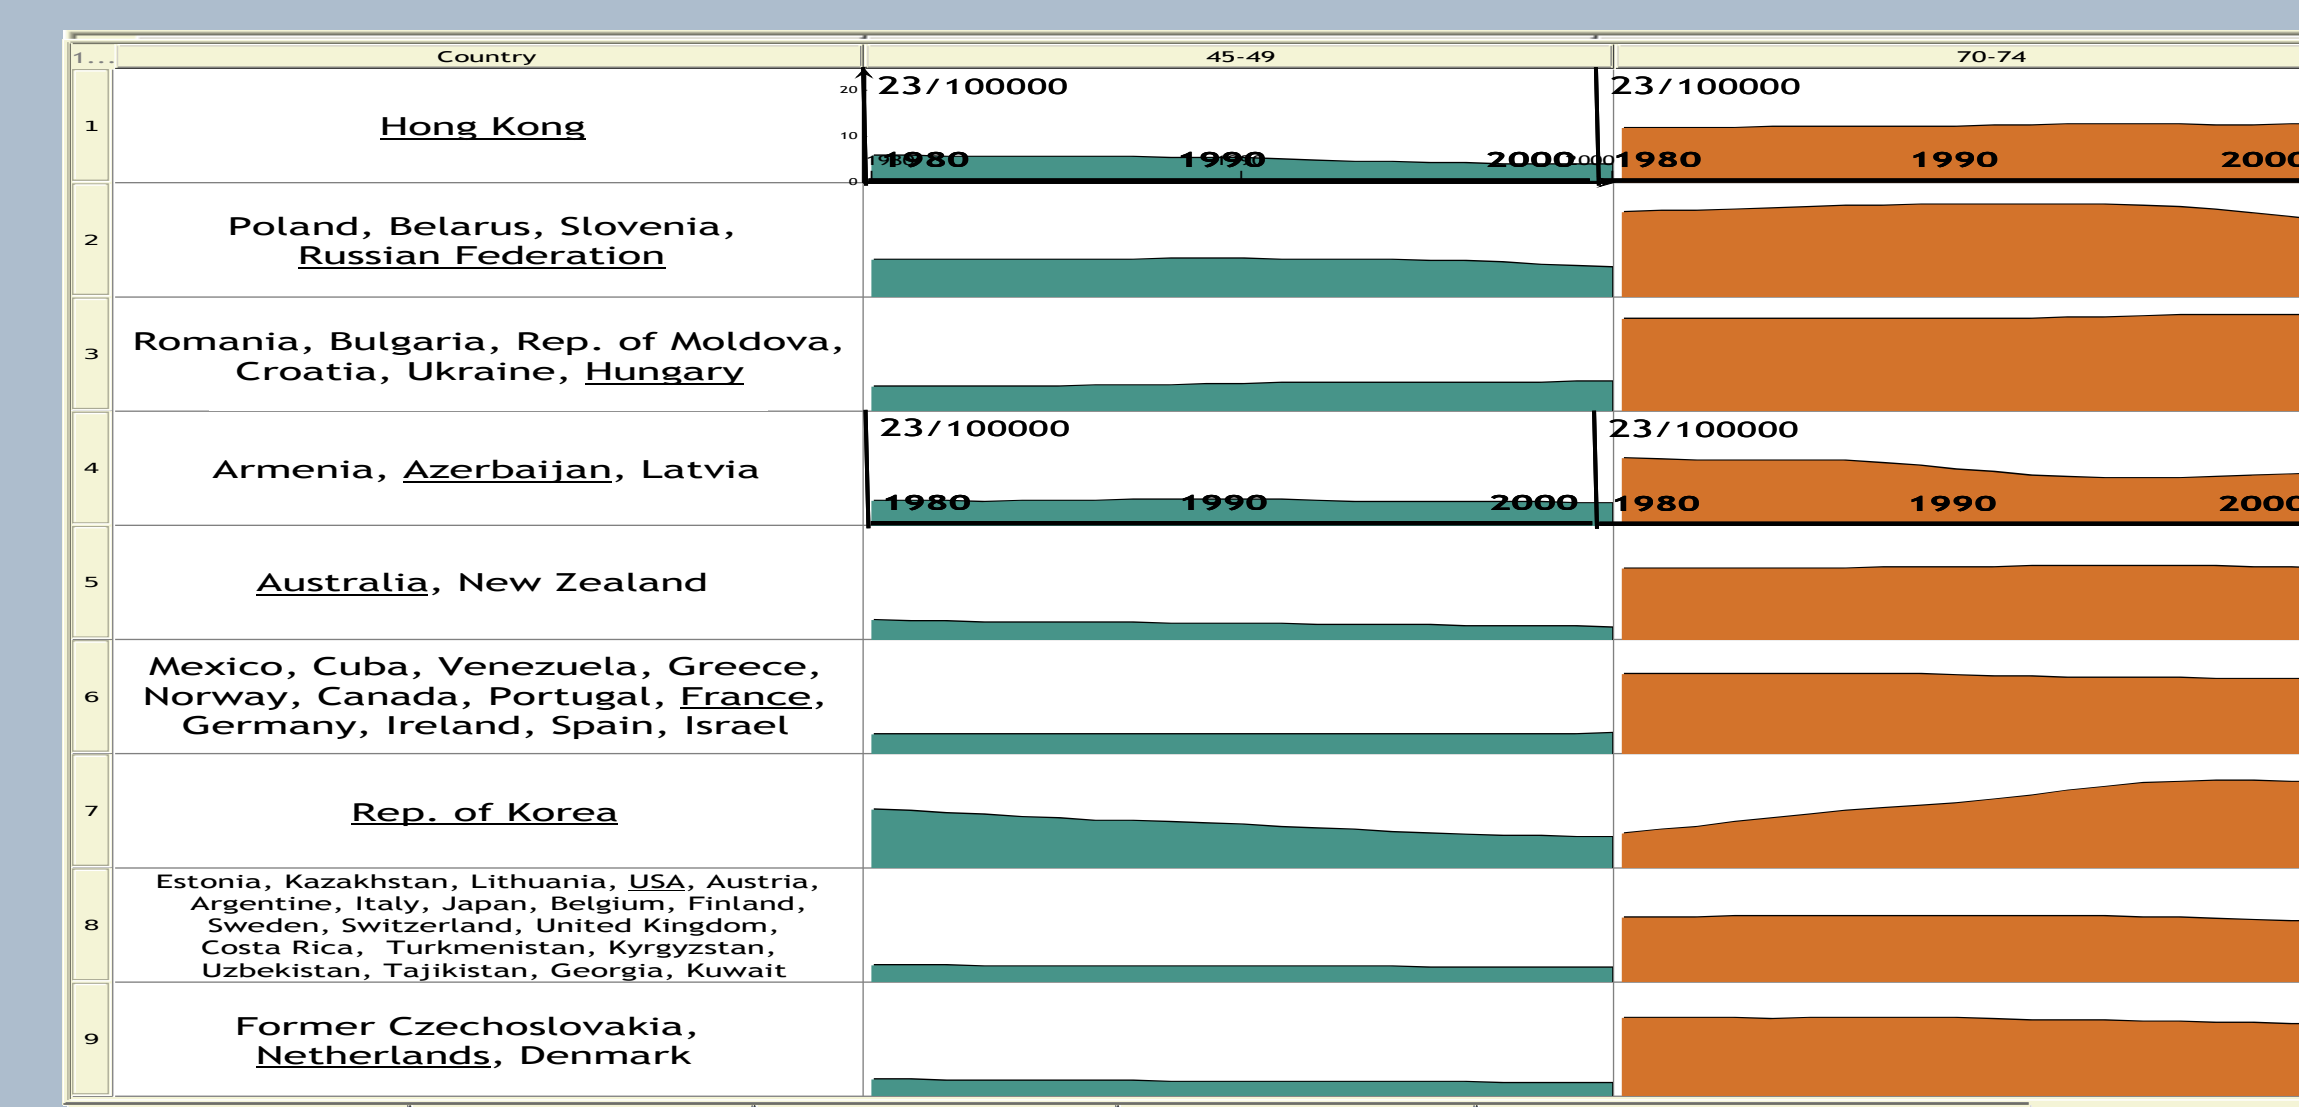 1... Country 45-49 70-74
20 23/100000 23/100000
1 Hong Kong
10
1980 1990 2000 1980 1990 2000
0
2 Poland, Belarus, Slovenia,
Russian Federation
3 Romania, Bulgaria, Rep. of Moldova,
Croatia, Ukraine, Hungary
23/100000 23/100000
4 Armenia, Azerbaijan, Latvia
1980 1990 2000 1980 1990 2000
5 Australia, New Zealand
Mexico, Cuba, Venezuela, Greece,
6 Norway, Canada, Portugal, France,
Germany, Ireland, Spain, Israel
7 Rep. of Korea
Estonia, Kazakhstan, Lithuania, USA, Austria,
Argentine, Italy, Japan, Belgium, Finland,
8 Sweden, Switzerland, United Kingdom,
Costa Rica, Turkmenistan, Kyrgyzstan,
Uzbekistan, Tajikistan, Georgia, Kuwait
9 Former Czechoslovakia,
Netherlands, Denmark